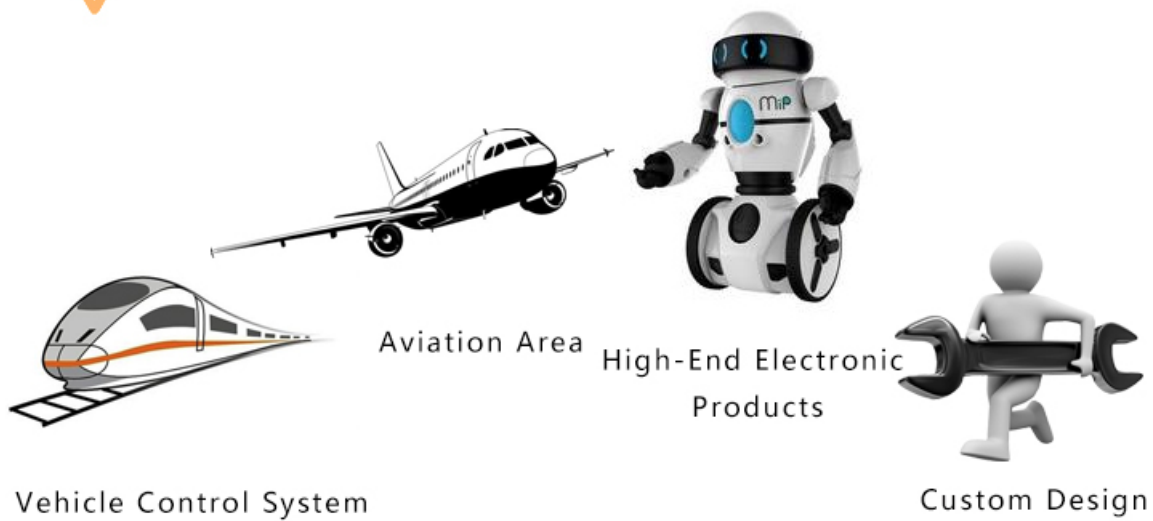 MiP
Aviation Area
High-End Electronic
Products
Vehicle Control System
Custom Design